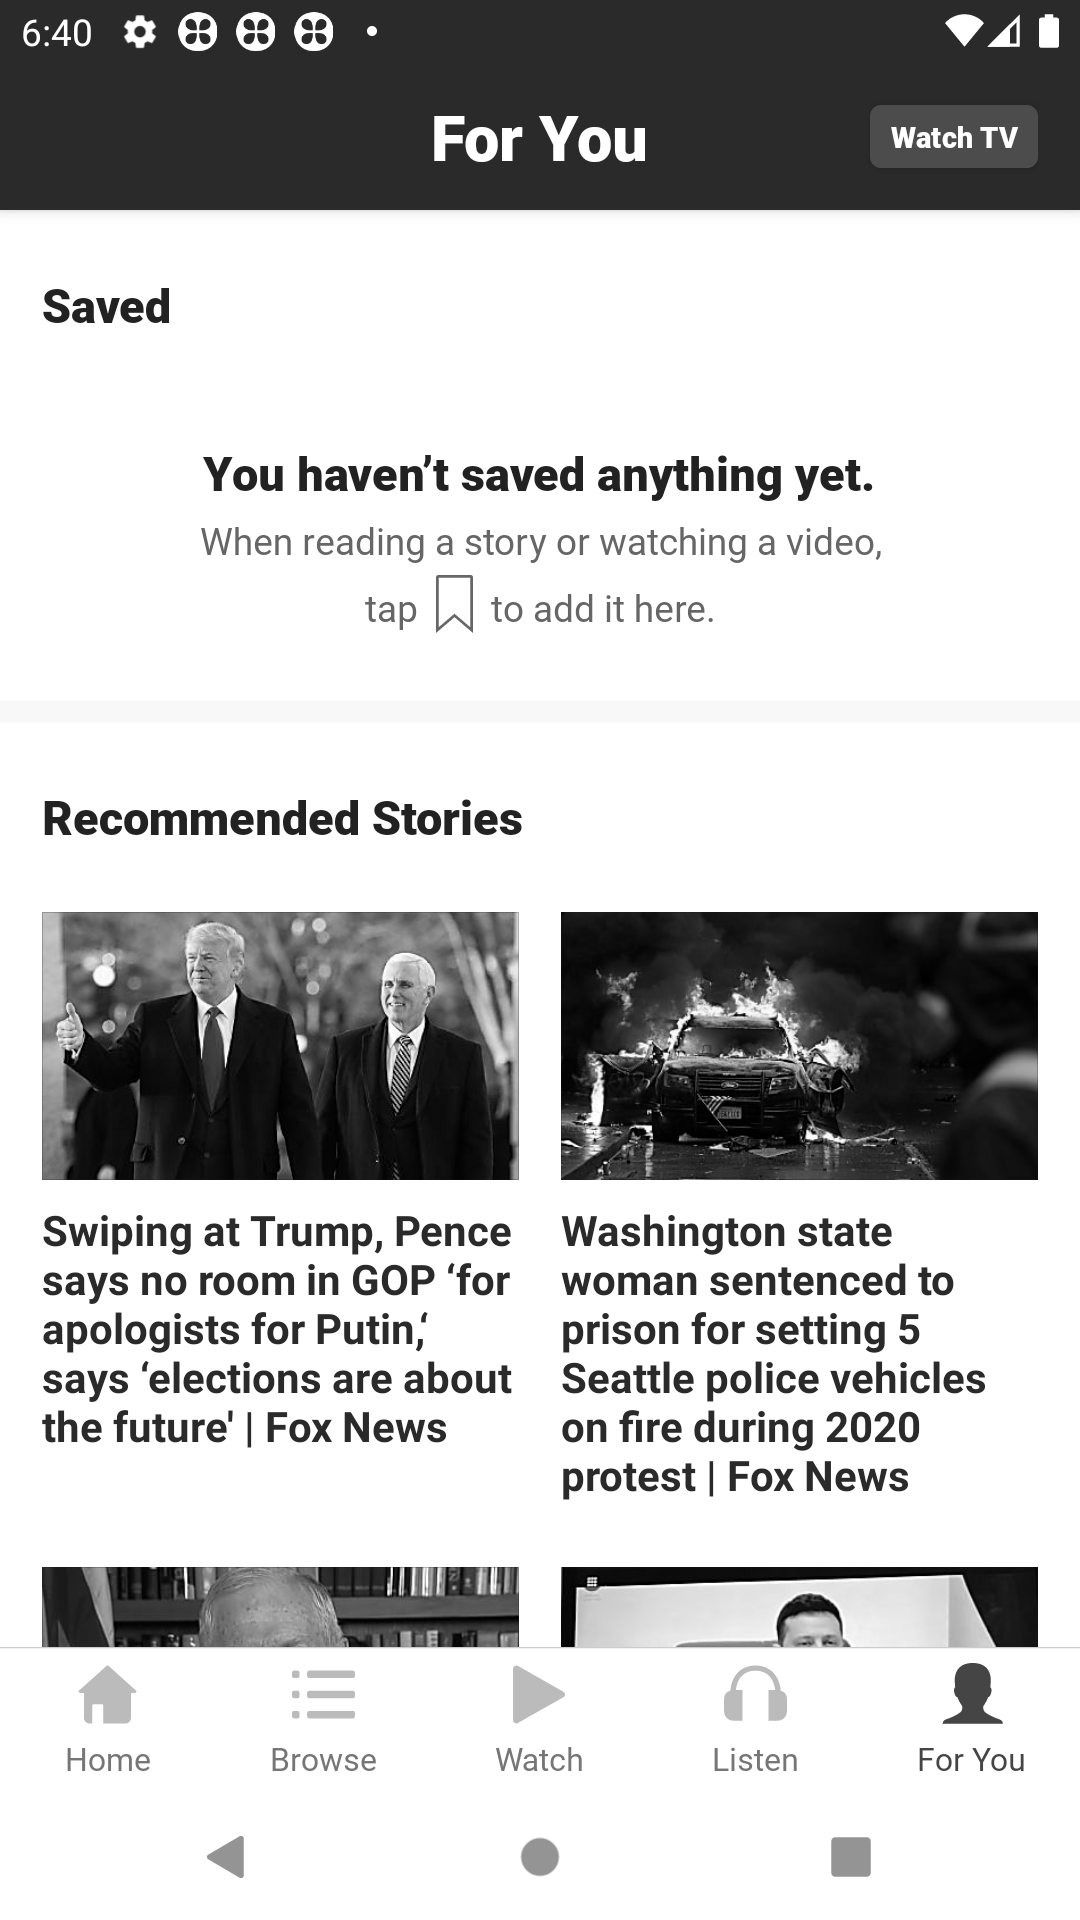 6:40
For You
Watch TV
Saved
You haven’t saved anything yet.
When reading a story or watching a video,
tap to add it here.
Recommended Stories
Swiping at Trump, Pence
says no room in GOP ‘for
apologists for Putin,‘
says ‘elections are about
the future' | Fox News
Washington state
woman sentenced to
prison for setting 5
Seattle police vehicles
on fire during 2020
protest | Fox News
Home
Browse
Watch
Listen
For You